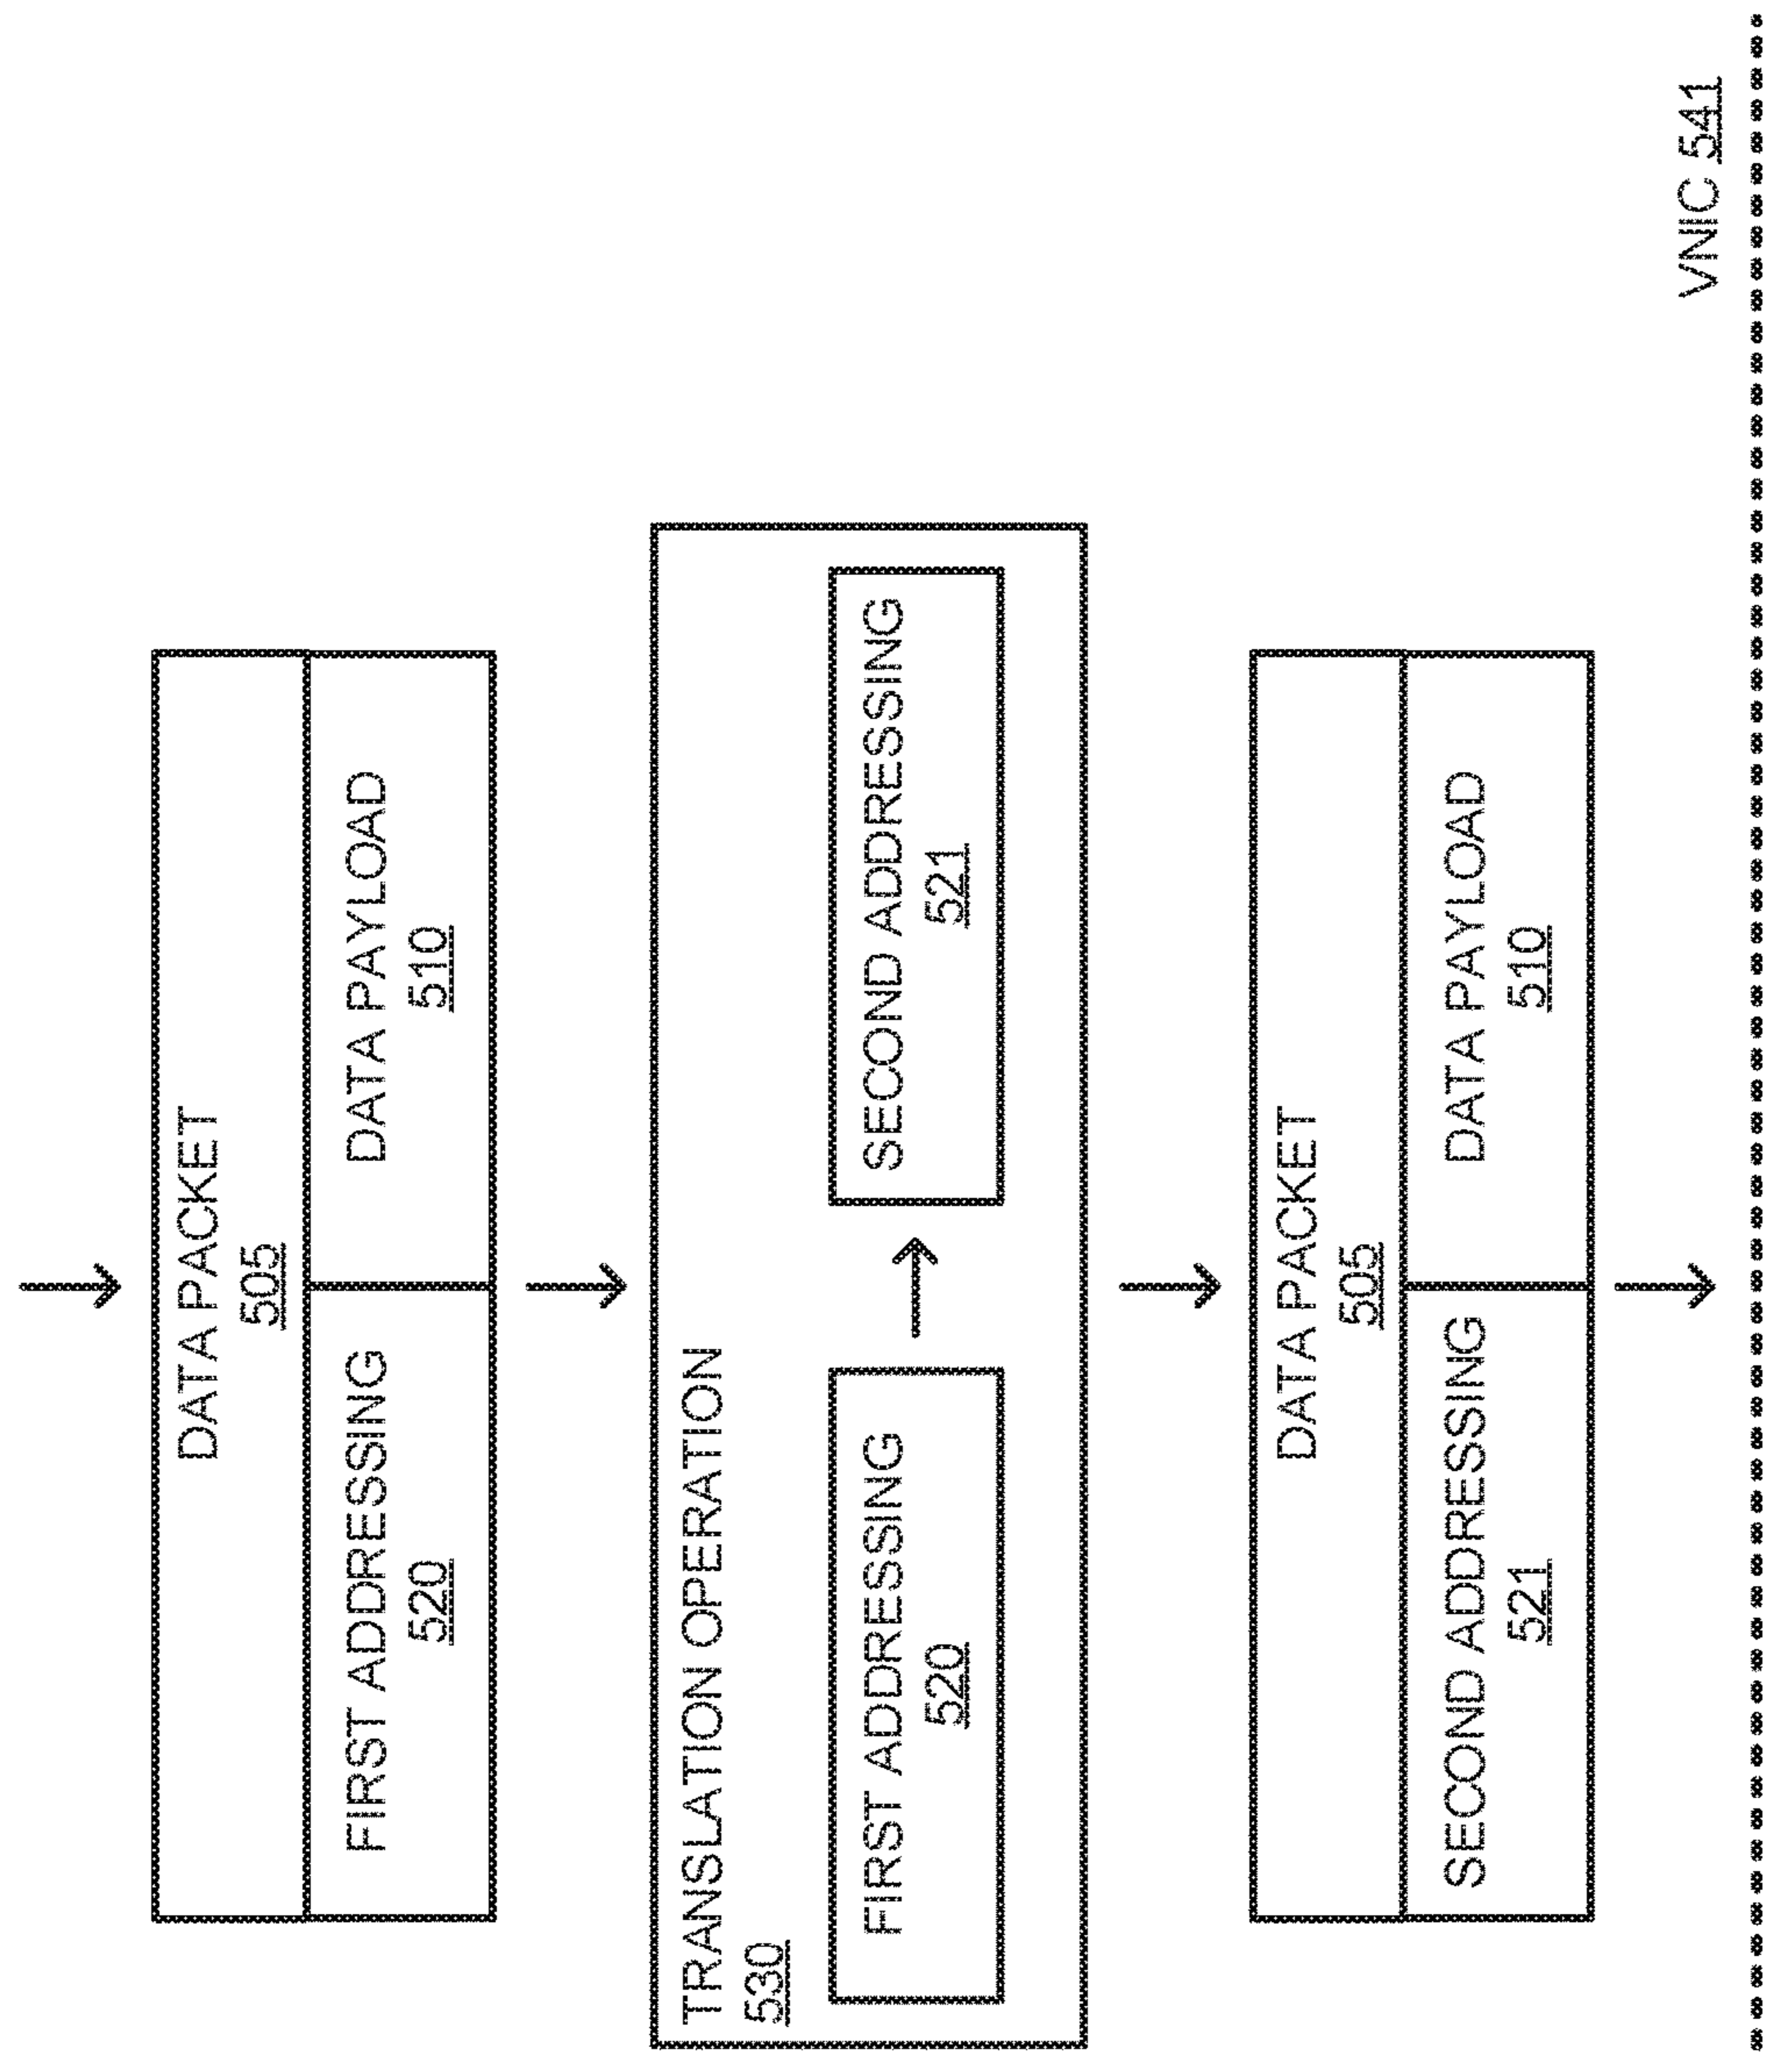 DATA PACKET
505
FIRST ADDRESSING
520
DATA PAYLOAD
510
TRANSLATION OPERATION
530
FIRST ADDRESSING
520
SECOND ADDRESSING
521
DATA PACKET
505
SECOND ADDRESSING
521
DATA PAYLOAD
510
VNIC 541